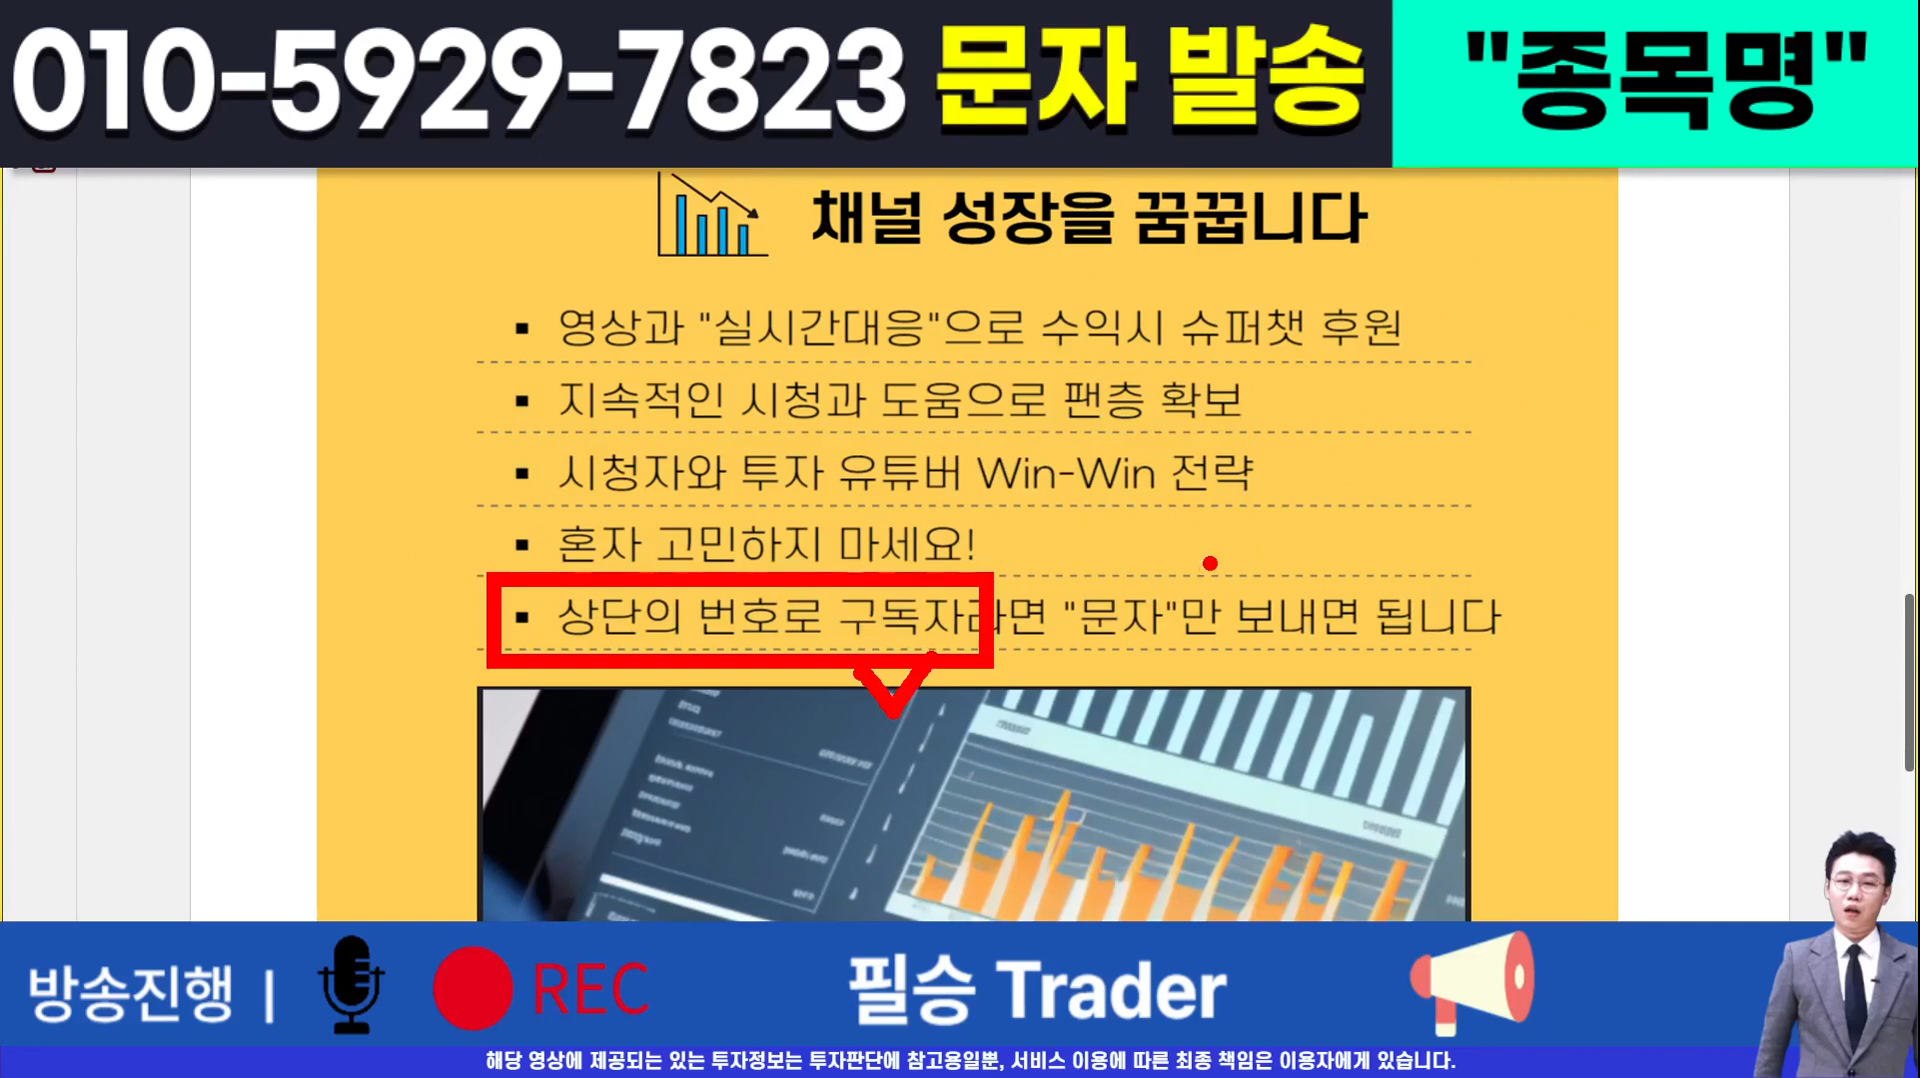 010-5929-7823 문자 발송 "종목명"
채널 성장을 꿈꿉니다
▪ 영상과 "실시간대응"으로 수익시 슈퍼챗 후원
▪ 지속적인 시청과 도움으로 팬층 확보
▪ 시청자와 투자 유튜버 Win-Win 전략
▪ 혼자 고민하지 마세요!
▪ 상단의 번호로 구독자라면 "문자"만 보내면 됩니다
방송진행 | REC 필승 Trader
해당 영상에 제공되는 있는 투자정보는 투자판단에 참고용일뿐, 서비스 이용에 따른 최종 책임은 이용자에게 있습니다.